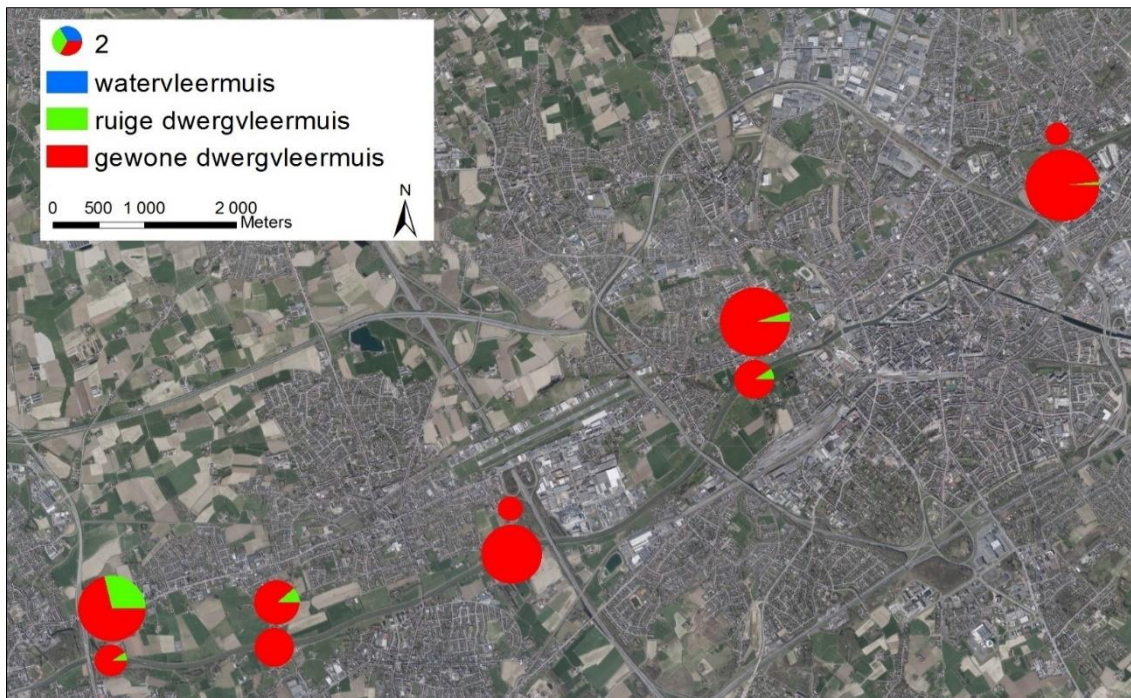 2
watervleermuis
ruige dwergvleermuis
gewone dwergvleermuis
N
0 500 1 000 2 000
Meters